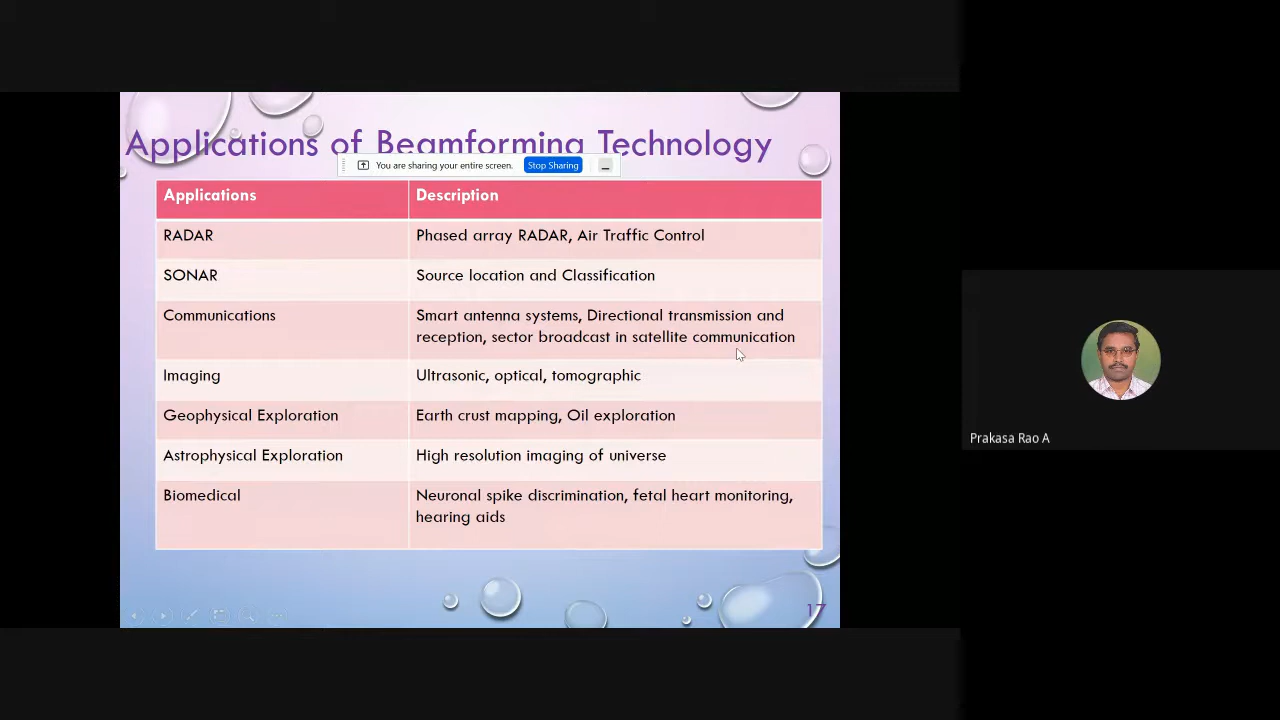 Applications of Beamforming Technology
You are sharing your entire screen. Stop Sharing
Applications Description
RADAR Phased array RADAR, Air Traffic Control
SONAR Source location and Classification
Communications Smart antenna systems, Directional transmission and
reception, sector broadcast in satellite communication
Imaging Ultrasonic, optical, tomographic
Geophysical Exploration Earth crust mapping, Oil exploration
Astrophysical Exploration High resolution imaging of universe
Biomedical Neuronal spike discrimination, fetal heart monitoring,
hearing aids
17
Prakasa Rao A